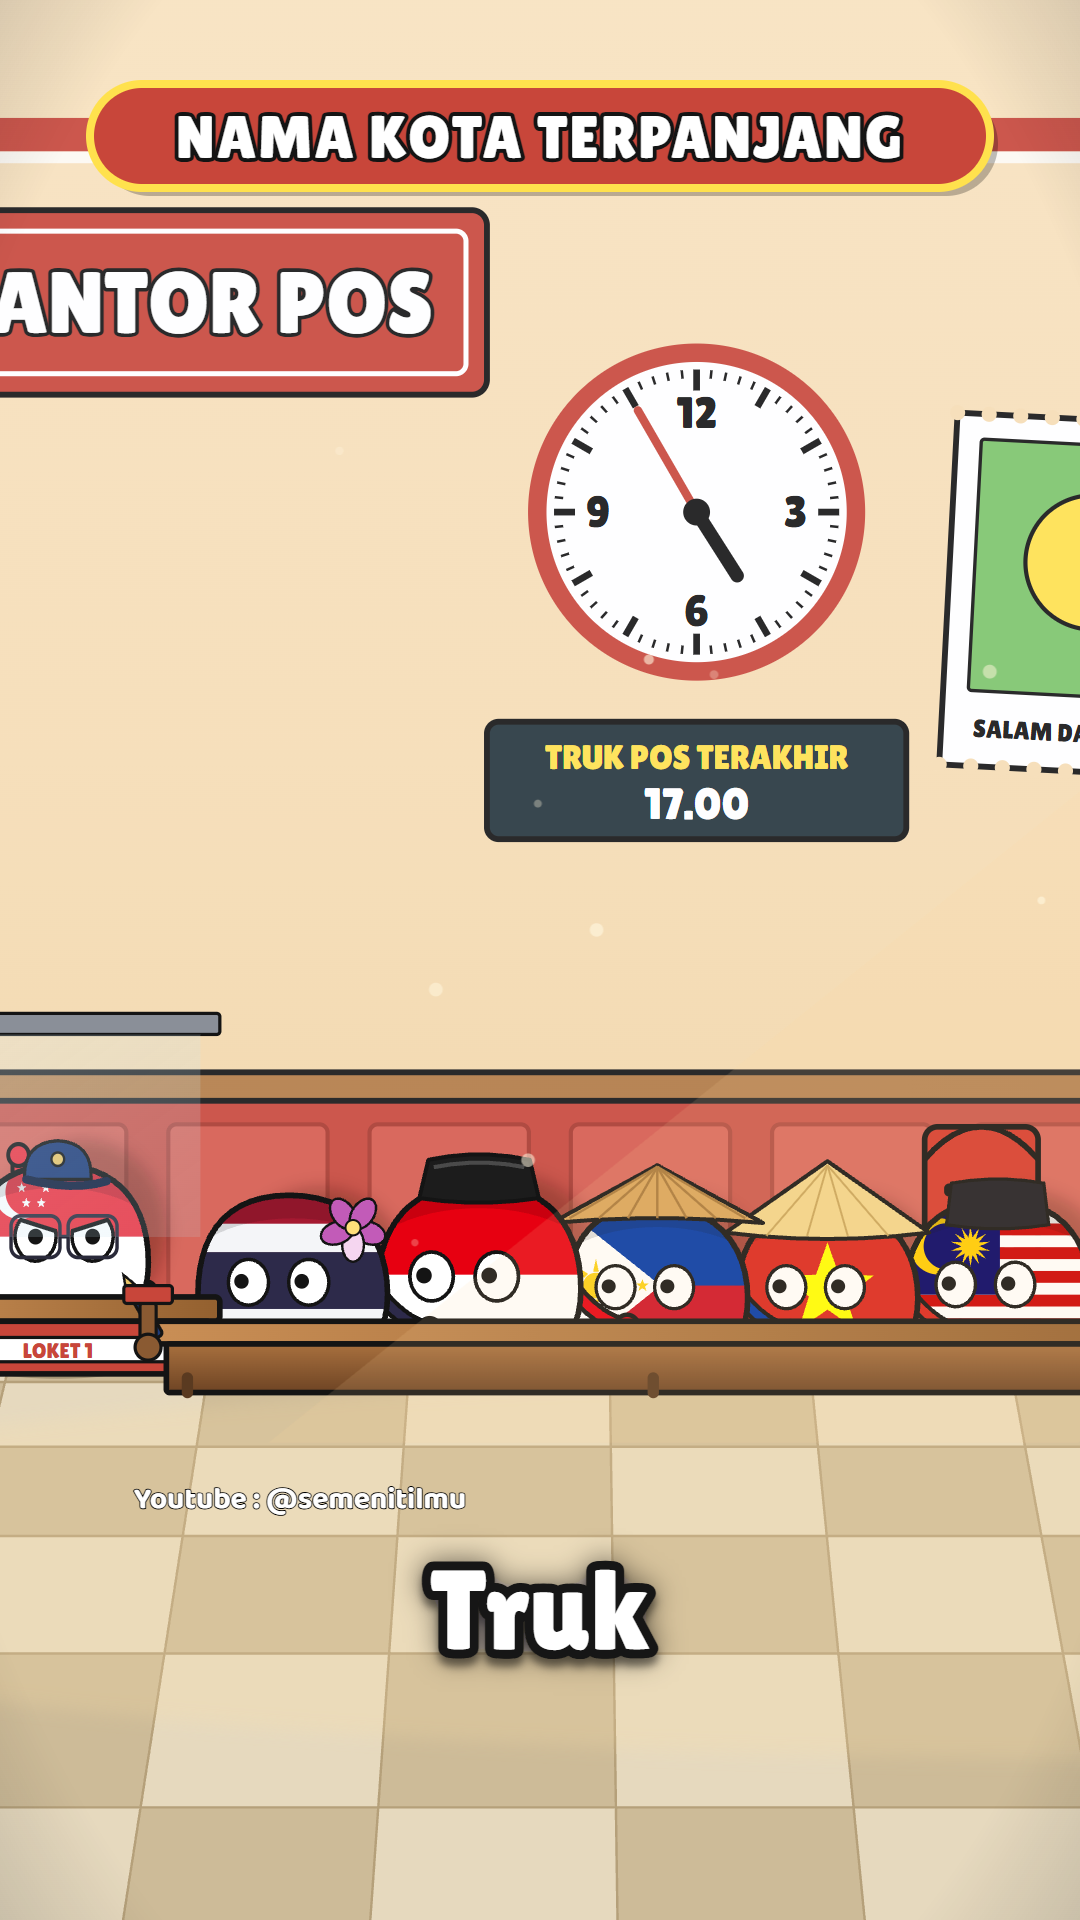 NAMA KOTA TERPANJANG
ANTOR POS
12
9
3
6
SALAM DA
TRUK POS TERAKHIR
17.00
LOKET 1
Youtube : @semenitilmu
Truk